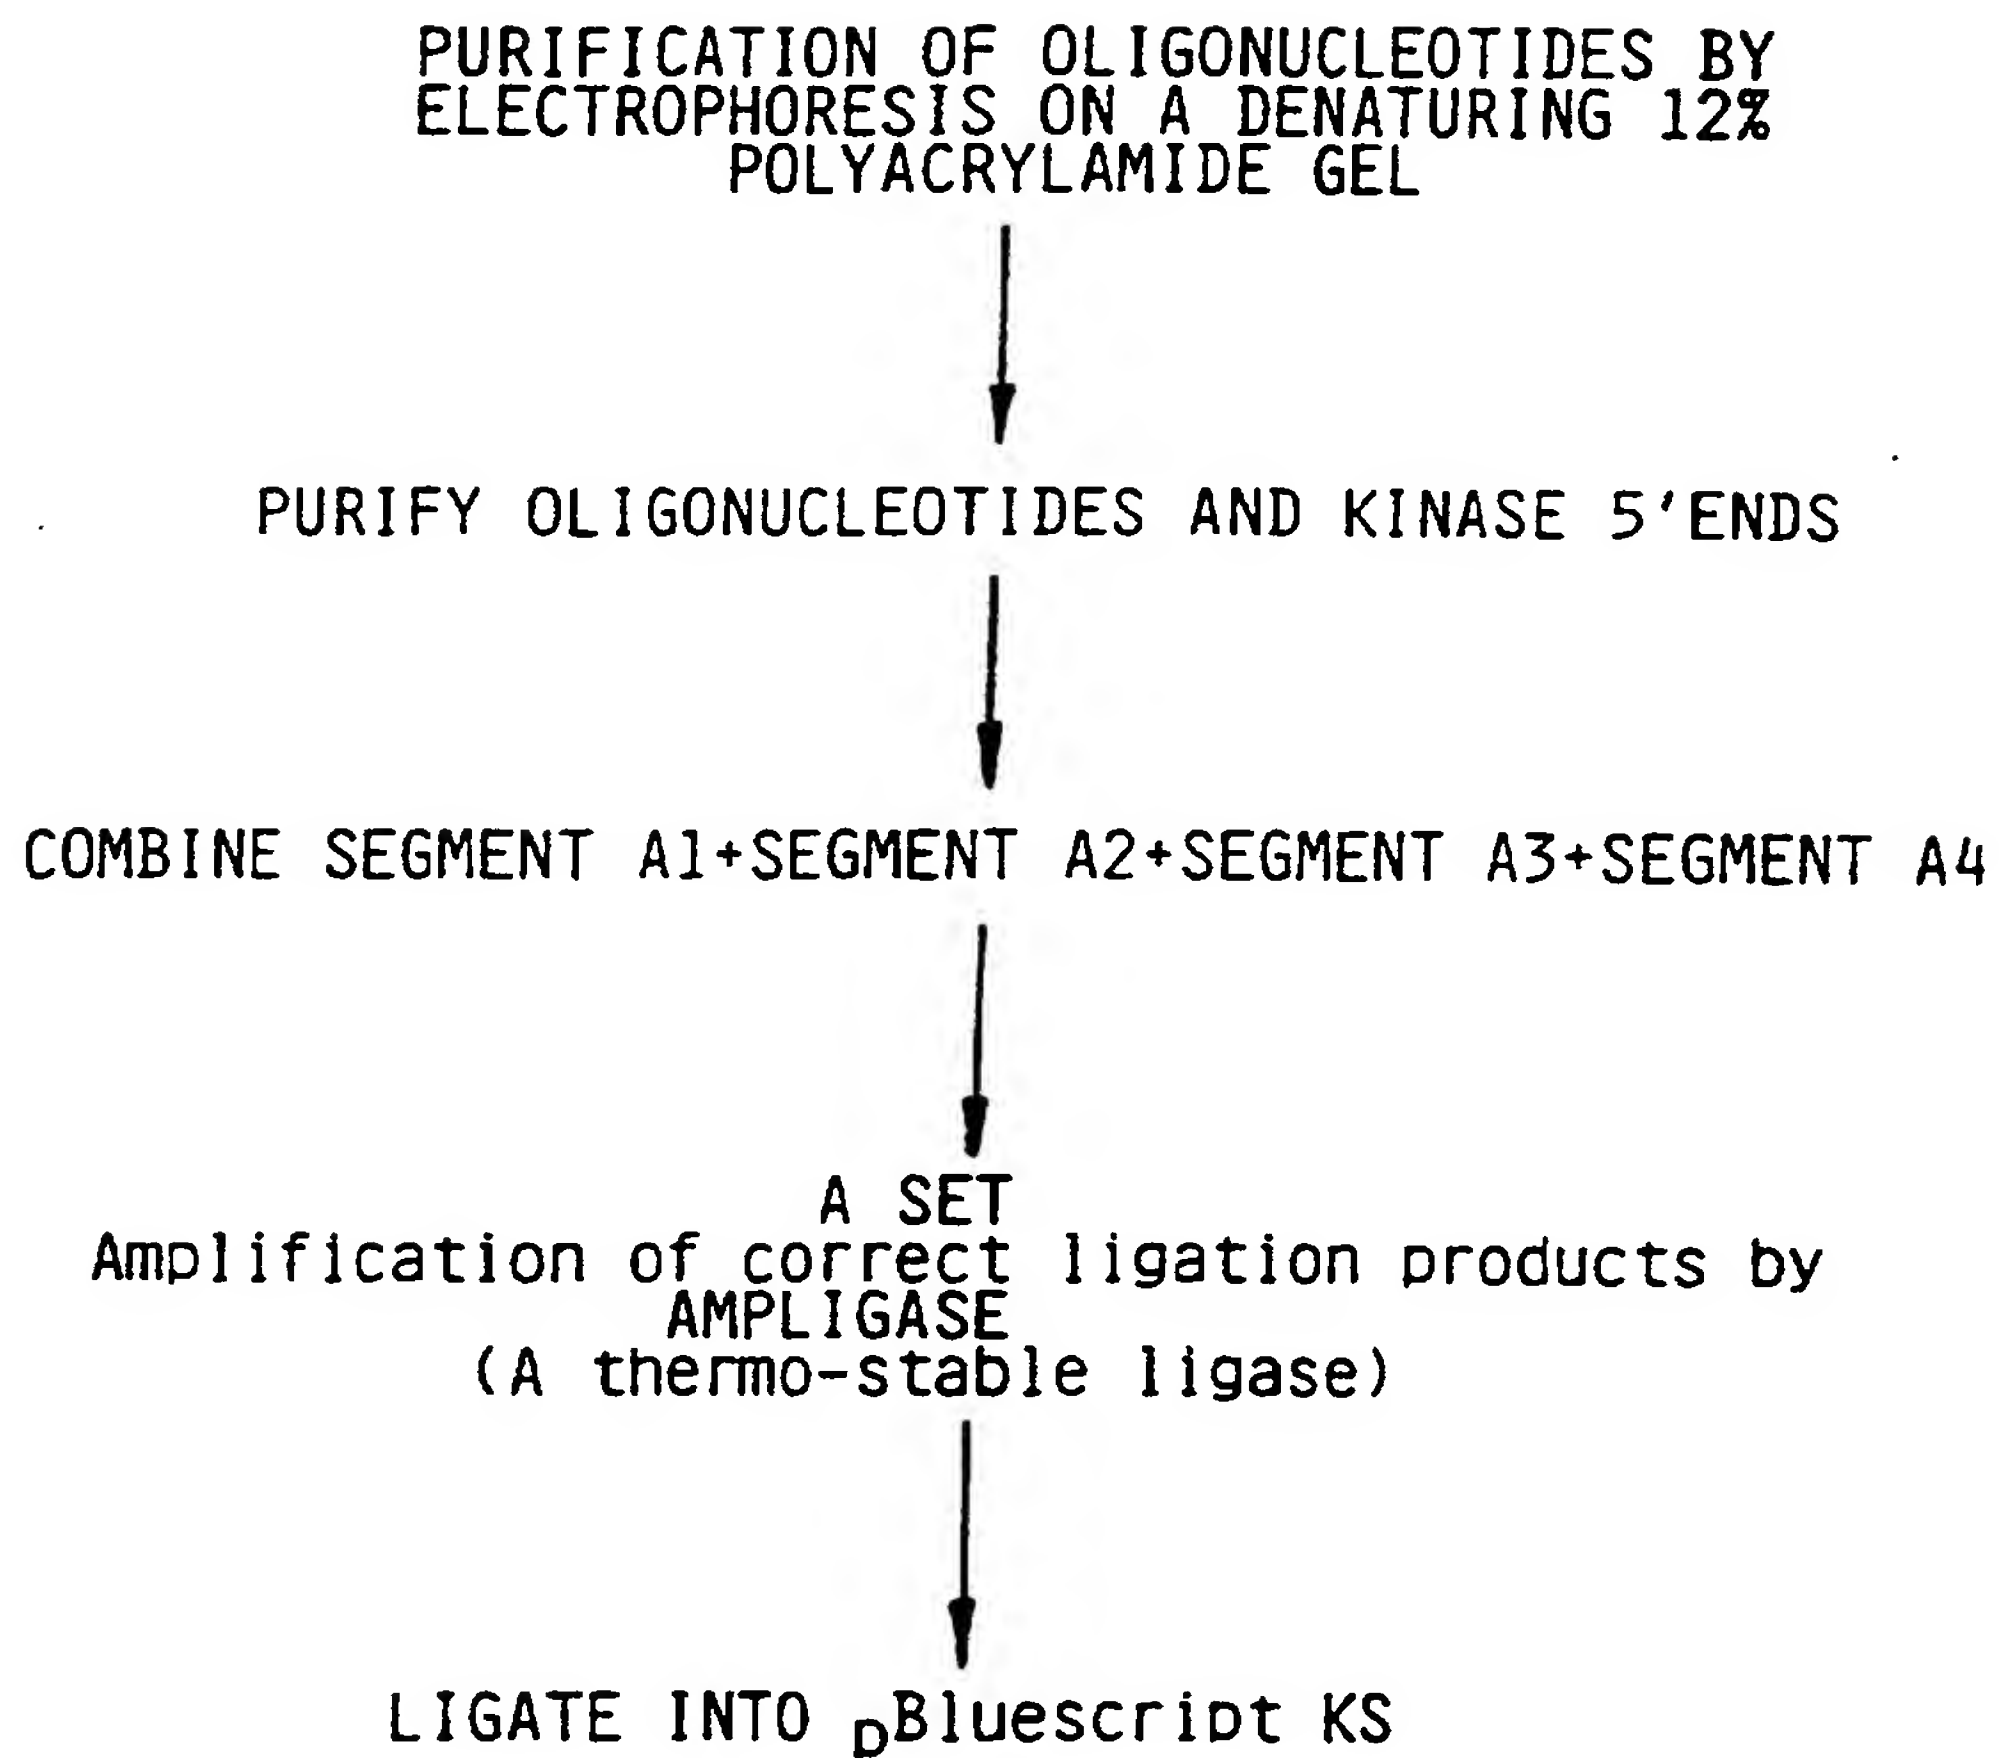 PURIFICATION OF OLIGONUCLEOTIDES BY
ELECTROPHORESIS ON A DENATURING 12%
POLYACRYLAMIDE GEL
PURIFY OLIGONUCLEOTIDES AND KINASE 5'ENDS
COMBINE SEGMENT A1+SEGMENT A2+SEGMENT A3+SEGMENT A4
A SET
Amplification of correct ligation products by
AMPLIGASE
(A thermo-stable ligase)
LIGATE INTO pBluescript KS